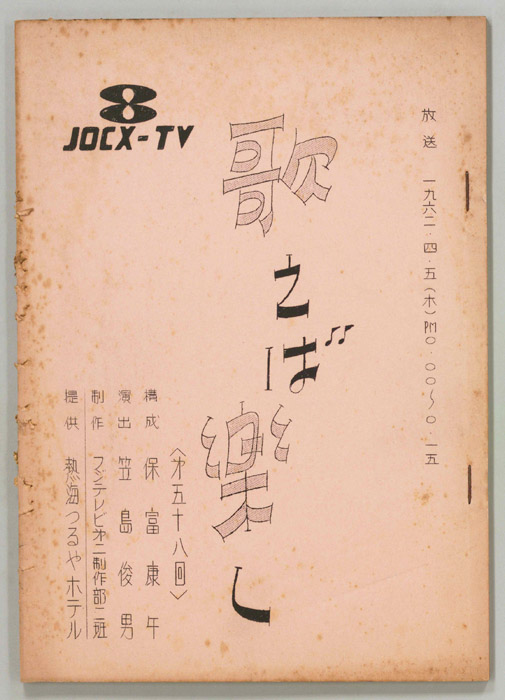 放送 一九六二.四.五(木)PM〇.〇〇〜〇.一五
歌えば楽し
〈才五十八回〉
構成 保富康午
演出 笠島俊男
制作 フジテレビ才二制作部二班
提供 熱海つるやホテル
8
JOCX-TV